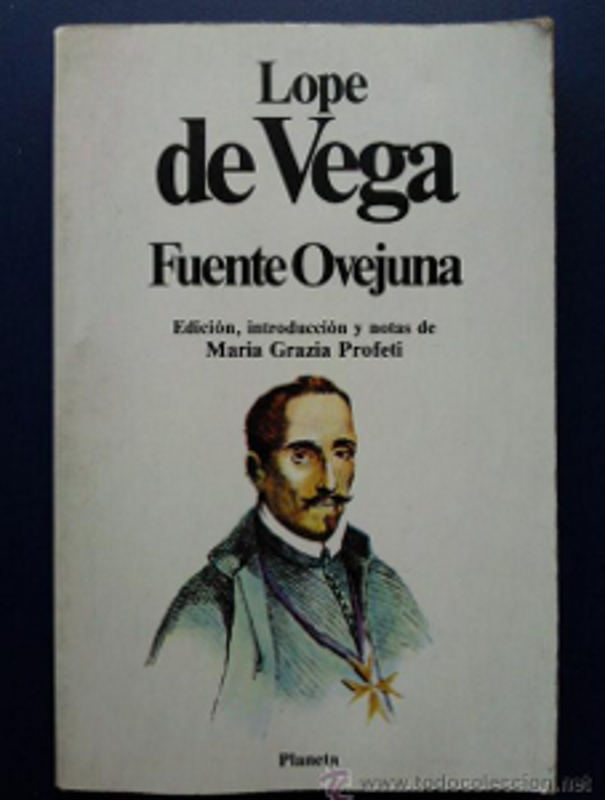 Lope
de Vega
Fuente Ovejuna
Edición, introducción y notas de
Maria Grazia Profeti
Planeta
www.todocoleccion.net